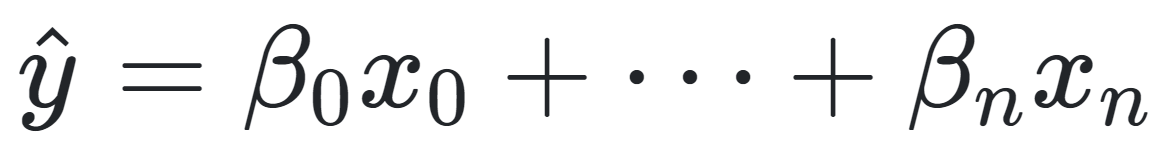 ŷ = β₀x₀ + ··· + βₙxₙ